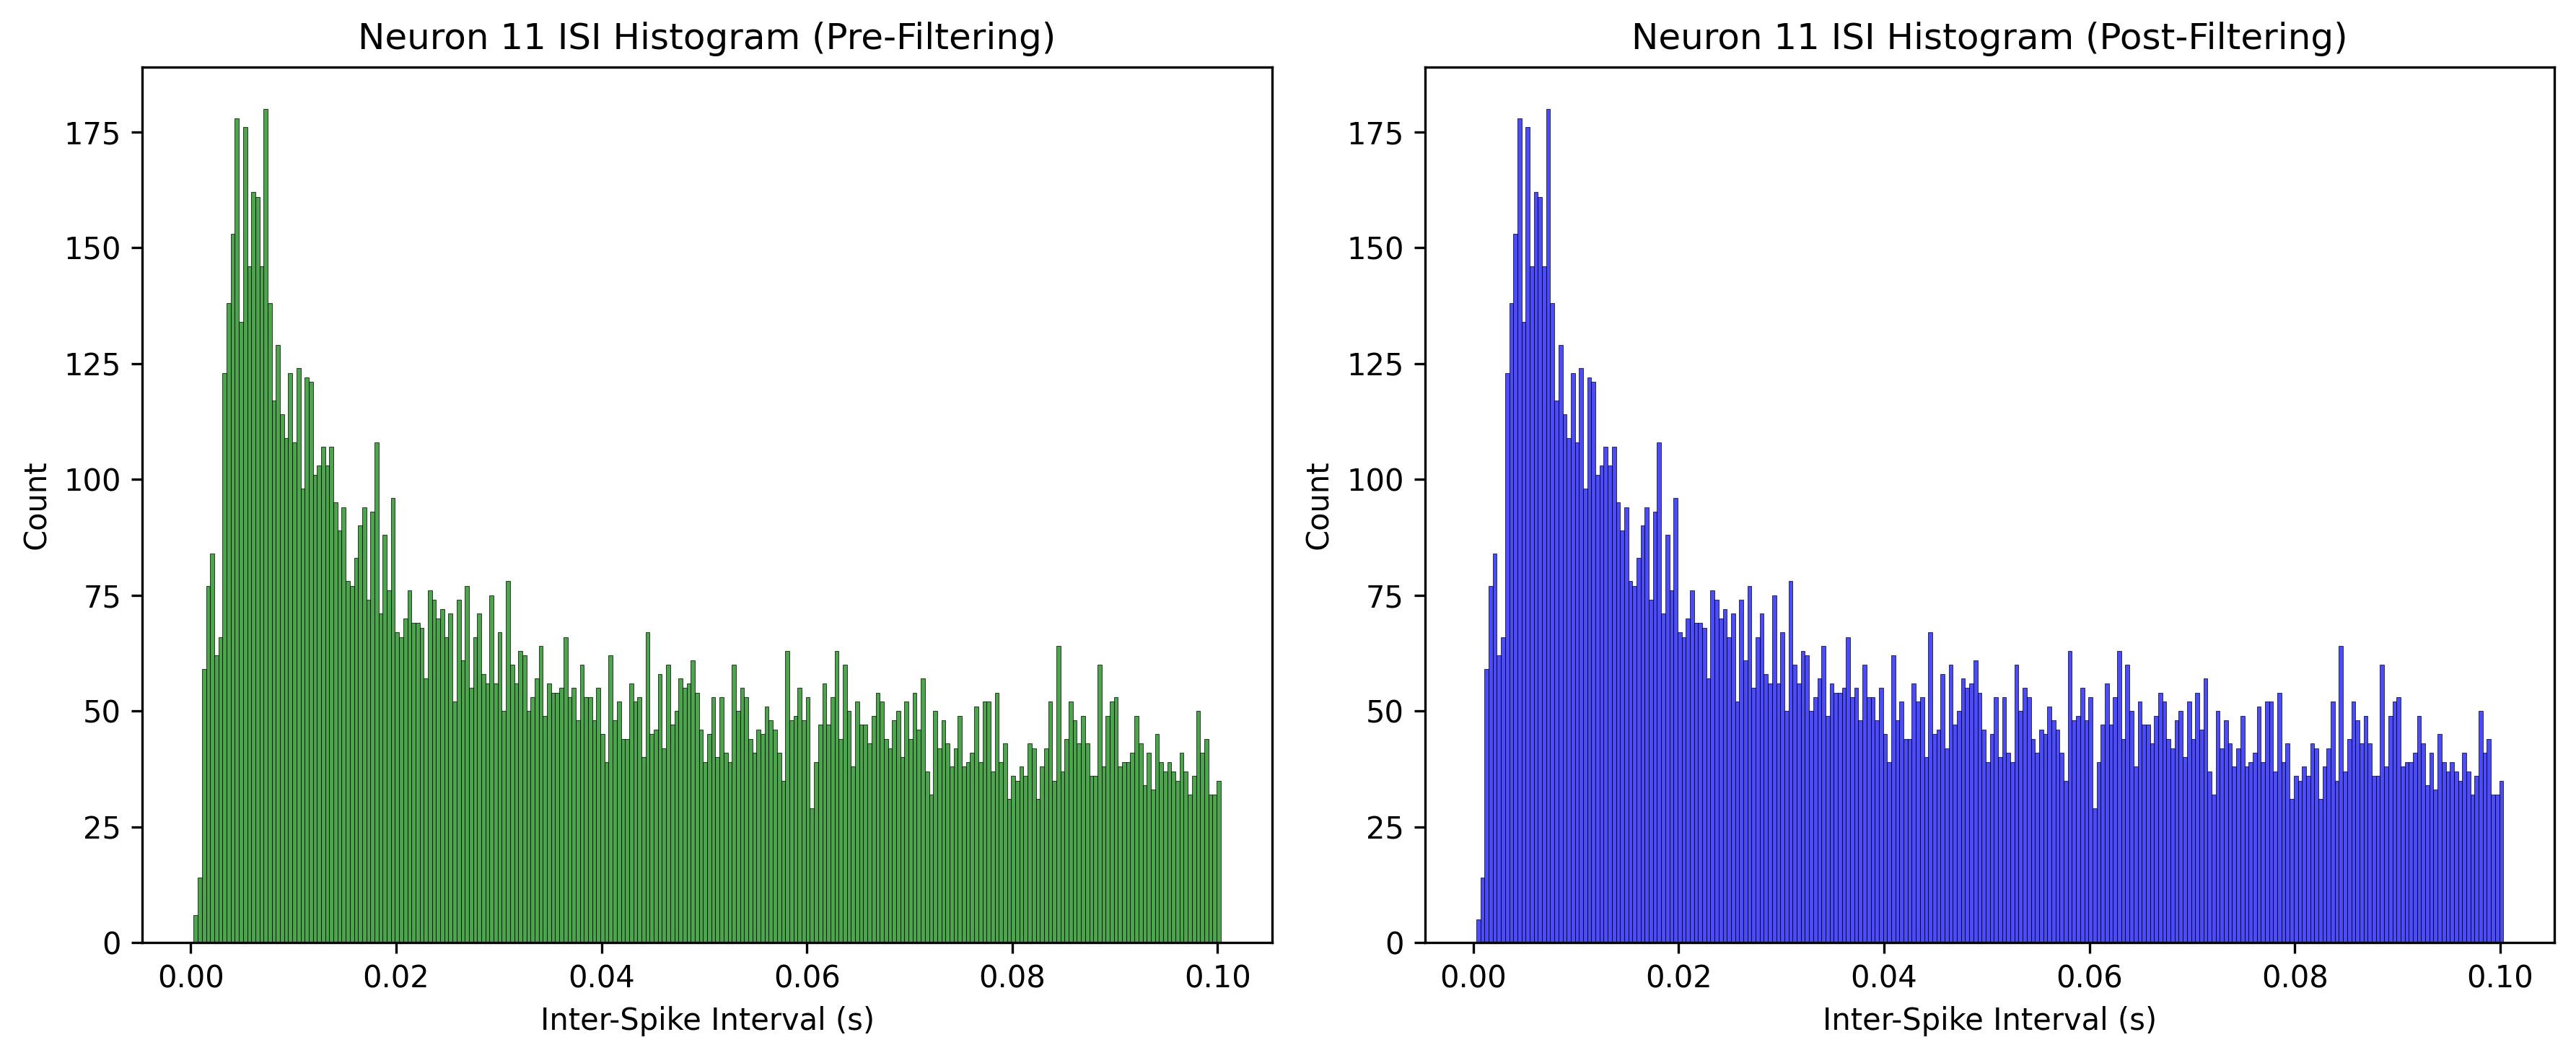 Neuron 11 ISI Histogram (Pre-Filtering)
175
150
125
100
75
50
25
0
Count
0.00 0.02 0.04 0.06 0.08 0.10
Inter-Spike Interval (s)
Neuron 11 ISI Histogram (Post-Filtering)
175
150
125
100
75
50
25
0
Count
0.00 0.02 0.04 0.06 0.08 0.10
Inter-Spike Interval (s)